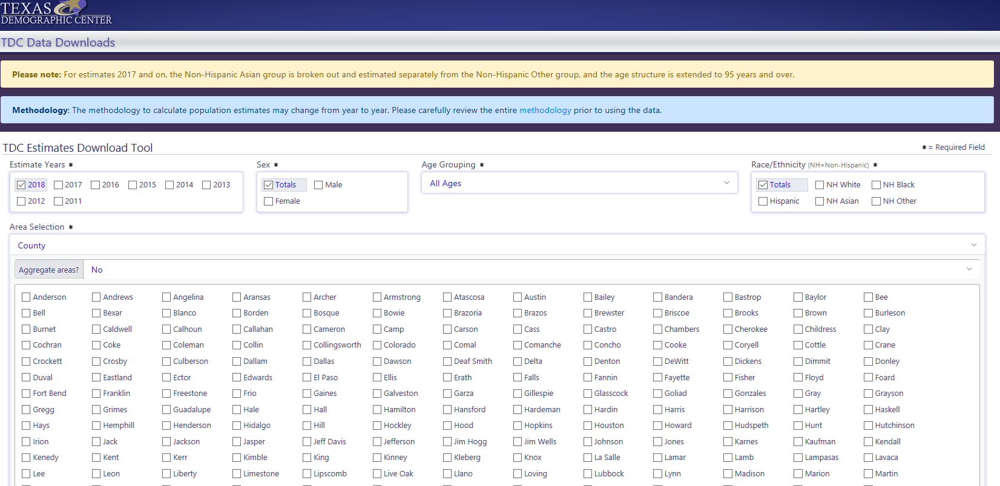 TEXAS
DEMOGRAPHIC CENTER
TDC Data Downloads
Please note: For estimates 2017 and on, the Non-Hispanic Asian group is broken out and estimated separately from the Non-Hispanic Other group, and the age structure is extended to 95 years and over.
Methodology: The methodology to calculate population estimates may change from year to year. Please carefully review the entire methodology prior to using the data.
TDC Estimates Download Tool
* = Required Field
Estimate Years *
Sex *
Age Grouping *
Race/Ethnicity (NH=Non-Hispanic) *
2018 2017 2016 2015 2014 2013
2012 2011
Totals Male
Female
All Ages
Totals NH White NH Black
Hispanic NH Asian NH Other
Area Selection *
County
Aggregate areas? No
Anderson Andrews Angelina Aransas Archer Armstrong Atascosa Austin Bailey Bandera Bastrop Baylor Bee
Bell Bexar Blanco Borden Bosque Bowie Brazoria Brazos Brewster Briscoe Brooks Brown Burleson
Burnet Caldwell Calhoun Callahan Cameron Camp Carson Cass Castro Chambers Cherokee Childress Clay
Cochran Coke Coleman Collin Collingsworth Colorado Comal Comanche Concho Cooke Coryell Cottle Crane
Crockett Crosby Culberson Dallam Dallas Dawson Deaf Smith Delta Denton DeWitt Dickens Dimmit Donley
Duval Eastland Ector Edwards El Paso Ellis Erath Falls Fannin Fayette Fisher Floyd Foard
Fort Bend Franklin Freestone Frio Gaines Galveston Garza Gillespie Glasscock Goliad Gonzales Gray Grayson
Gregg Grimes Guadalupe Hale Hall Hamilton Hansford Hardeman Hardin Harris Harrison Hartley Haskell
Hays Hemphill Henderson Hidalgo Hill Hockley Hood Hopkins Houston Howard Hudspeth Hunt Hutchinson
Irion Jack Jackson Jasper Jeff Davis Jefferson Jim Hogg Jim Wells Johnson Jones Karnes Kaufman Kendall
Kenedy Kent Kerr Kimble King Kinney Kleberg Knox La Salle Lamar Lamb Lampasas Lavaca
Lee Leon Liberty Limestone Lipscomb Live Oak Llano Loving Lubbock Lynn Madison Marion Martin